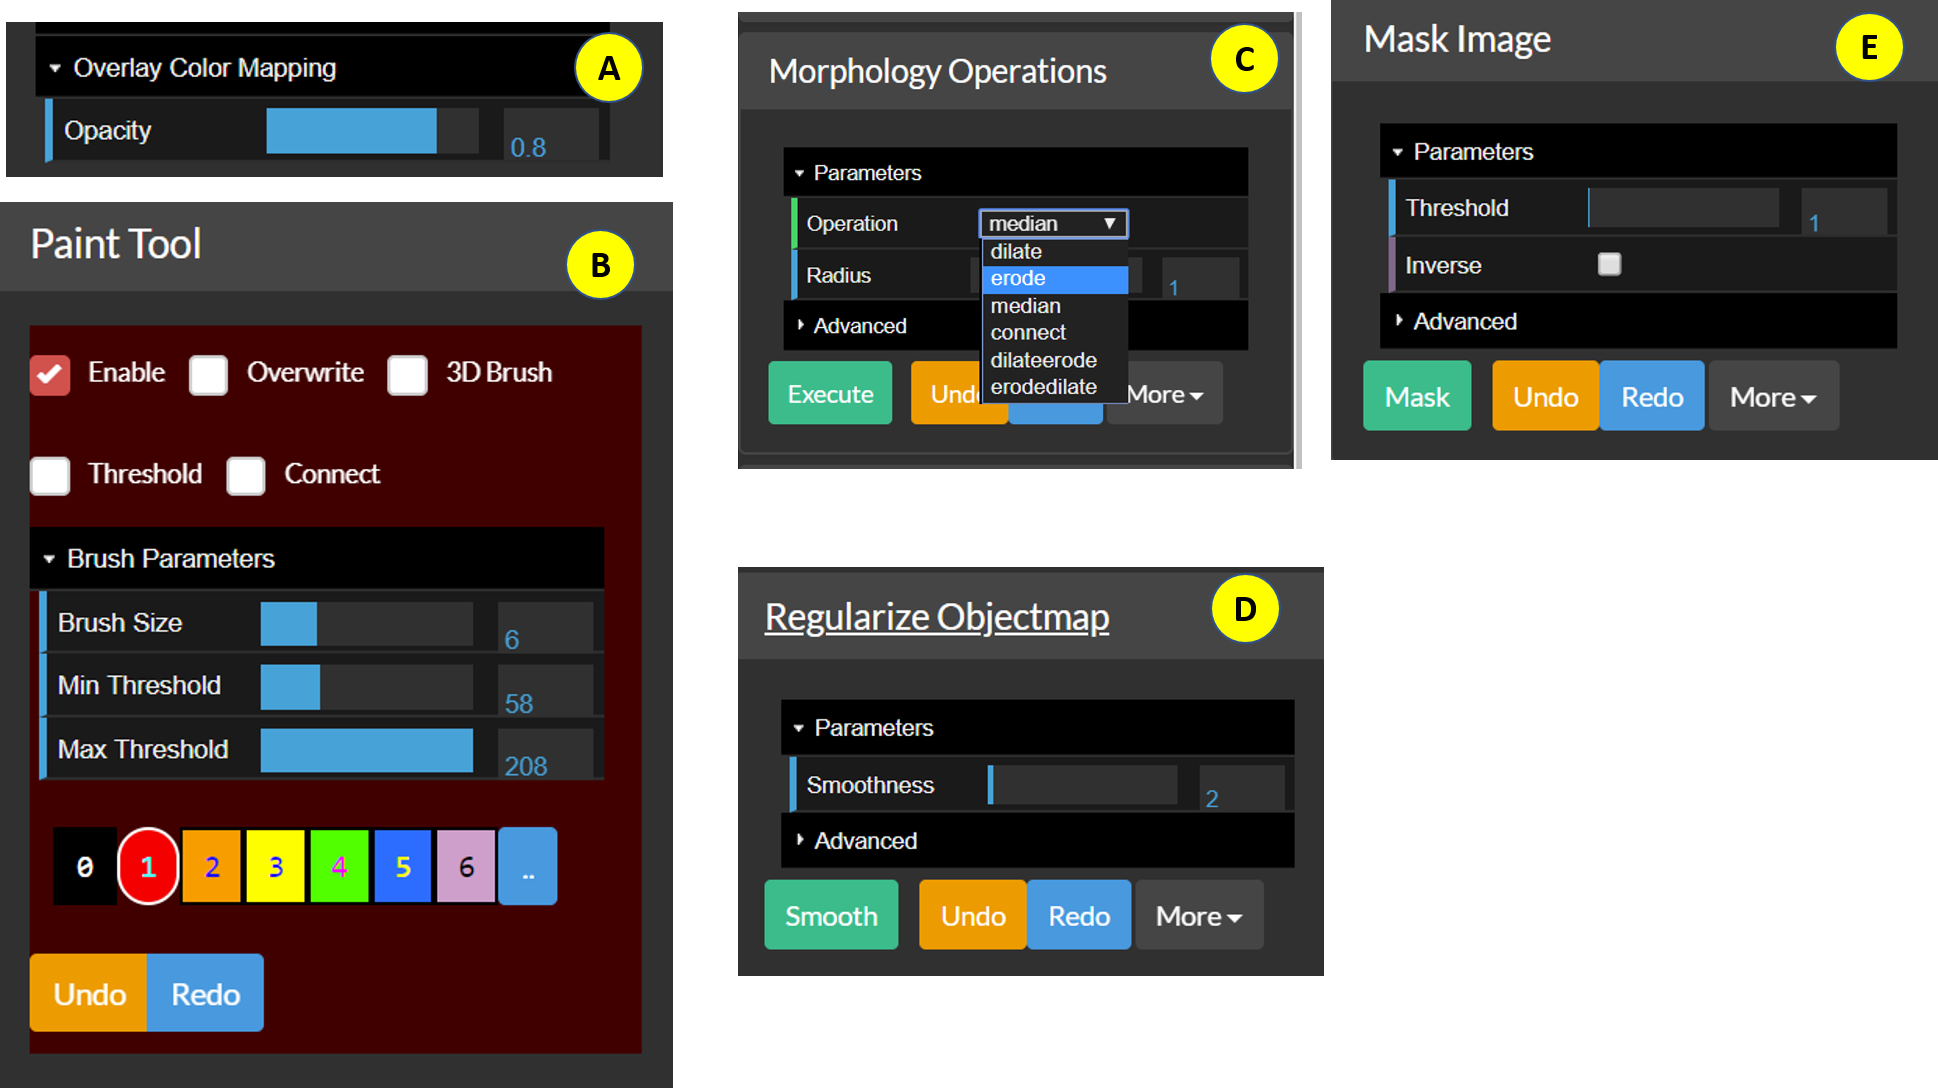 Overlay Color Mapping
A
Opacity
0.8
Paint Tool
B
Enable Overwrite 3D Brush
Threshold Connect
Brush Parameters
Brush Size 6
Min Threshold 58
Max Threshold 208
0 1 2 3 4 5 6 ..
Undo Redo
Morphology Operations
C
Parameters
Operation median
Radius 1
Advanced
dilate
erode
median
connect
dilateerode
erodedilate
Execute Und More
Regularize Objectmap
D
Parameters
Smoothness 2
Advanced
Smooth Undo Redo More
Mask Image
E
Parameters
Threshold 1
Inverse
Advanced
Mask Undo Redo More